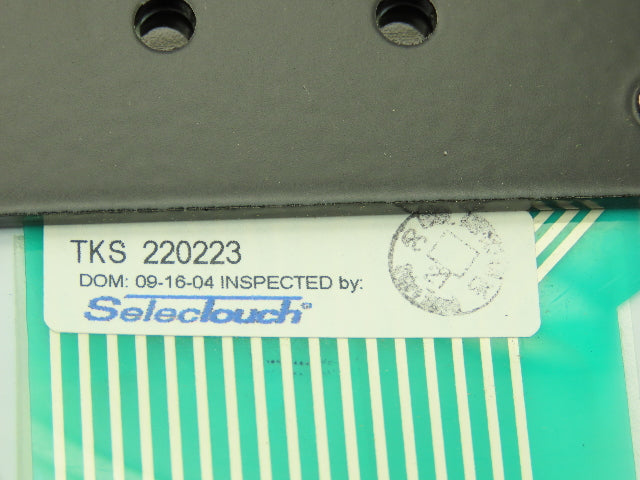 TKS 220223
DOM: 09-16-04 INSPECTED by:
Selectouch®